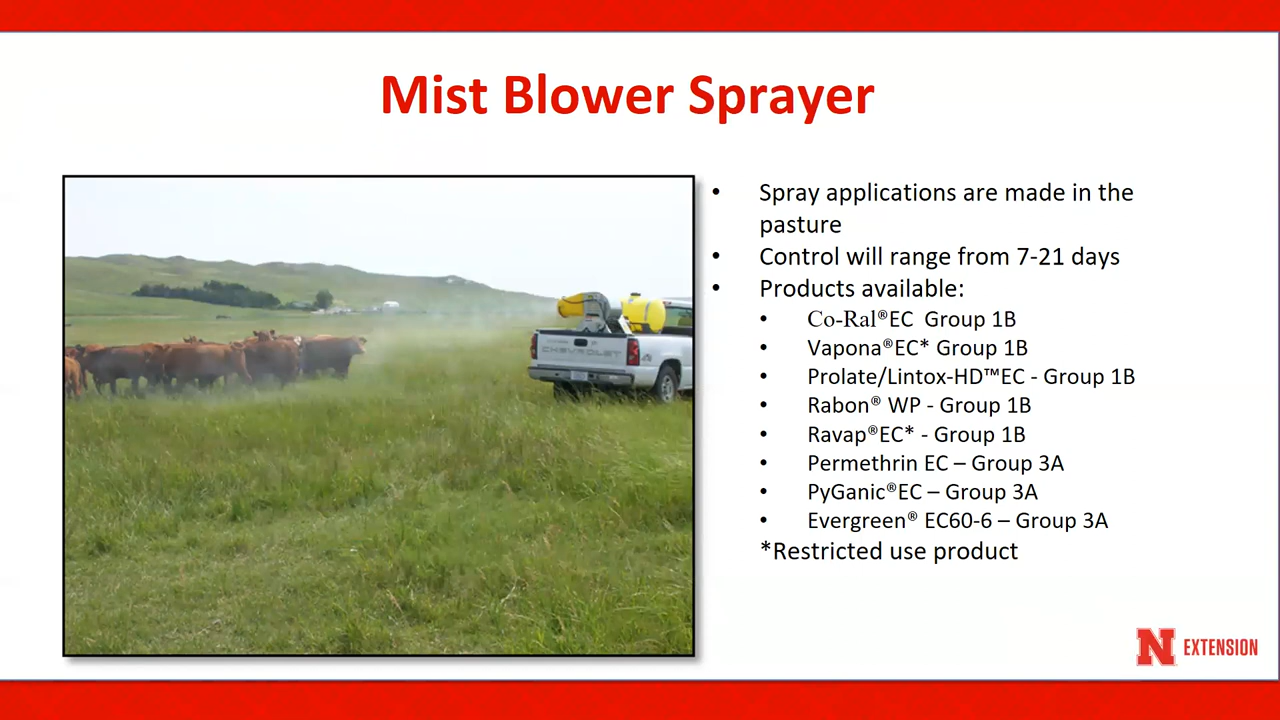 Mist Blower Sprayer
• Spray applications are made in the
pasture
• Control will range from 7-21 days
• Products available:
• Co-Ral®EC Group 1B
• Vapona®EC* Group 1B
• Prolate/Lintox-HD™EC - Group 1B
• Rabon® WP - Group 1B
• Ravap®EC* - Group 1B
• Permethrin EC – Group 3A
• PyGanic®EC – Group 3A
• Evergreen® EC60-6 – Group 3A
*Restricted use product
CHEVROLET
N EXTENSION